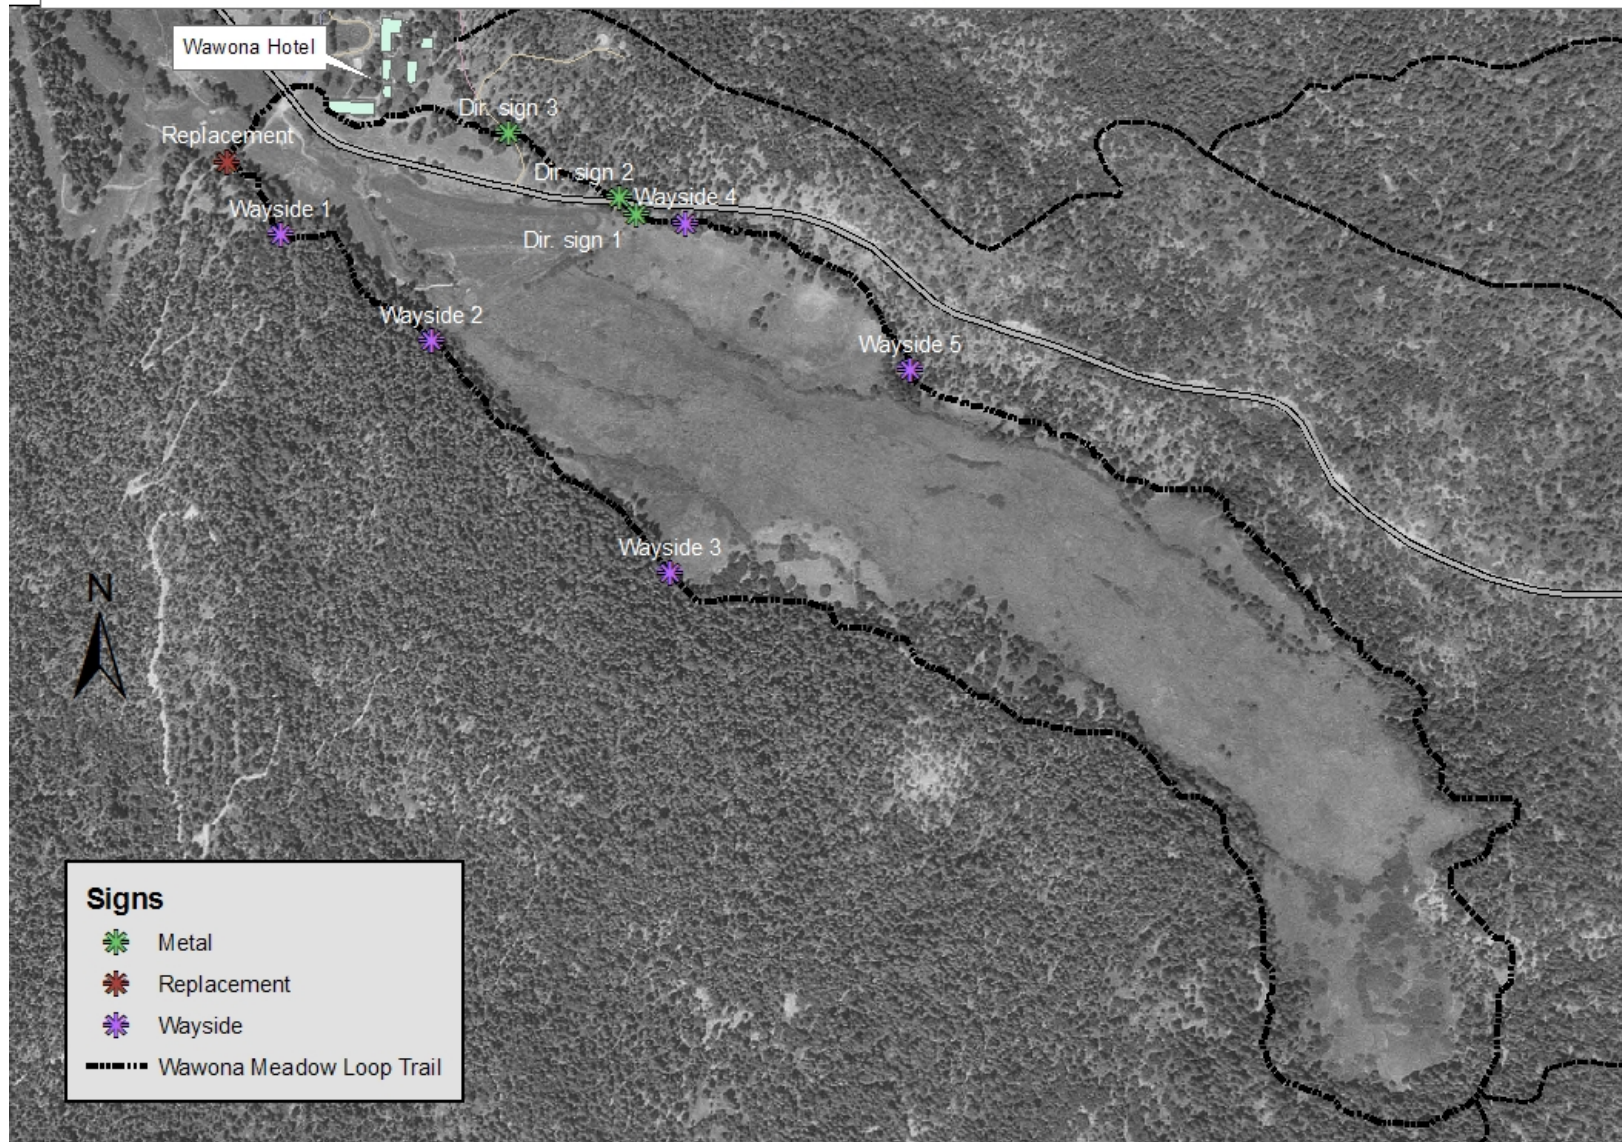 Wawona Hotel
Dir. sign 3
Replacement
Dir. sign 2
Wayside 4
Wayside 1
Dir. sign 1
Wayside 2
Wayside 5
Wayside 3
N
Signs
Metal
Replacement
Wayside
Wawona Meadow Loop Trail